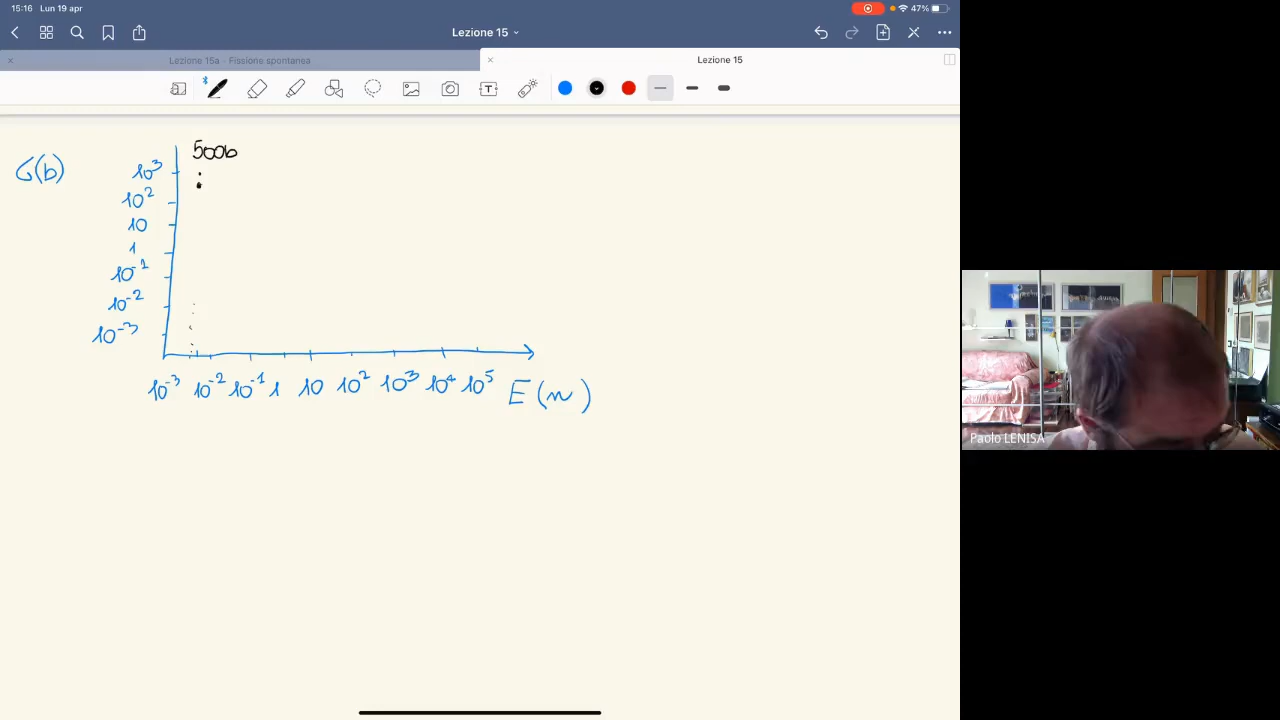 15:16 Lun 19 apr
47%
Lezione 15
Lezione 15a - Fissione spontanea
Lezione 15
500b
σ(b)
10³
10²
10
1
10⁻¹
10⁻²
10⁻³
10⁻³ 10⁻² 10⁻¹ 1 10 10² 10³ 10⁴ 10⁵ E(n)
Paolo LENISA